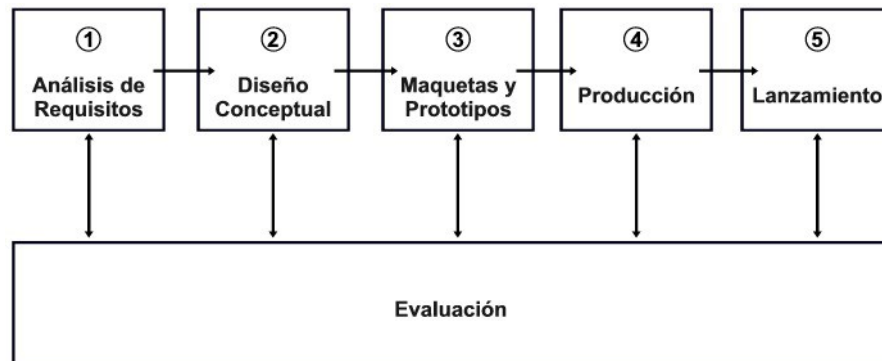 ①
Análisis de
Requisitos
②
Diseño
Conceptual
③
Maquetas y
Prototipos
④
Producción
⑤
Lanzamiento
Evaluación